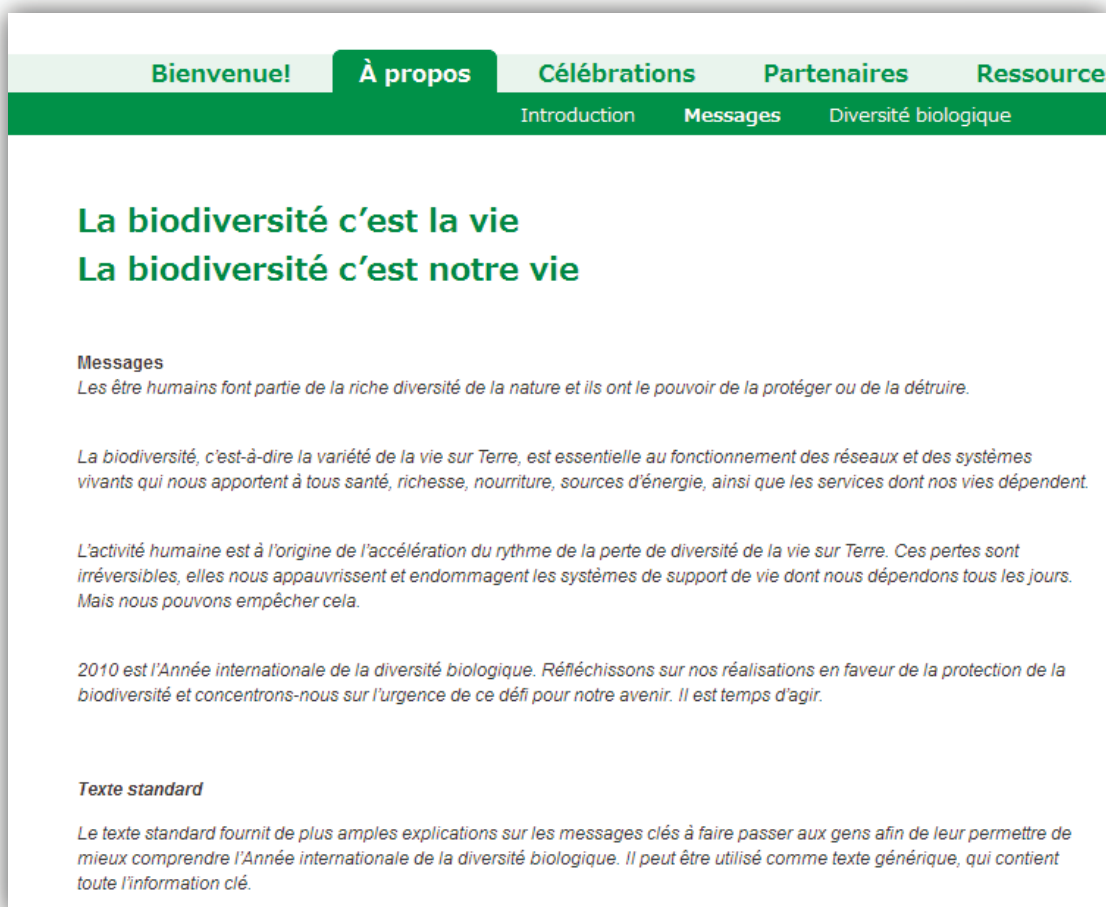 Bienvenue! À propos Célébrations Partenaires Ressource
Introduction Messages Diversité biologique
La biodiversité c’est la vie
La biodiversité c’est notre vie
Messages
Les être humains font partie de la riche diversité de la nature et ils ont le pouvoir de la protéger ou de la détruire.
La biodiversité, c’est-à-dire la variété de la vie sur Terre, est essentielle au fonctionnement des réseaux et des systèmes
vivants qui nous apportent à tous santé, richesse, nourriture, sources d’énergie, ainsi que les services dont nos vies dépendent.
L’activité humaine est à l’origine de l’accélération du rythme de la perte de diversité de la vie sur Terre. Ces pertes sont
irréversibles, elles nous appauvrissent et endommagent les systèmes de support de vie dont nous dépendons tous les jours.
Mais nous pouvons empêcher cela.
2010 est l’Année internationale de la diversité biologique. Réfléchissons sur nos réalisations en faveur de la protection de la
biodiversité et concentrons-nous sur l’urgence de ce défi pour notre avenir. Il est temps d’agir.
Texte standard
Le texte standard fournit de plus amples explications sur les messages clés à faire passer aux gens afin de leur permettre de
mieux comprendre l’Année internationale de la diversité biologique. Il peut être utilisé comme texte générique, qui contient
toute l’information clé.